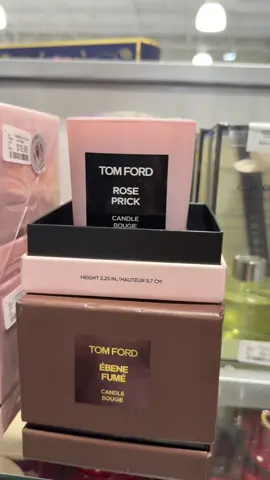 TOM FORD
ROSE
PRICK
CANDLE
BOUGIE
HEIGHT 2.25 IN./HAUTEUR 5.7 CM
TOM FORD
ÉBÈNE
FUMÉ
CANDLE
BOUGIE